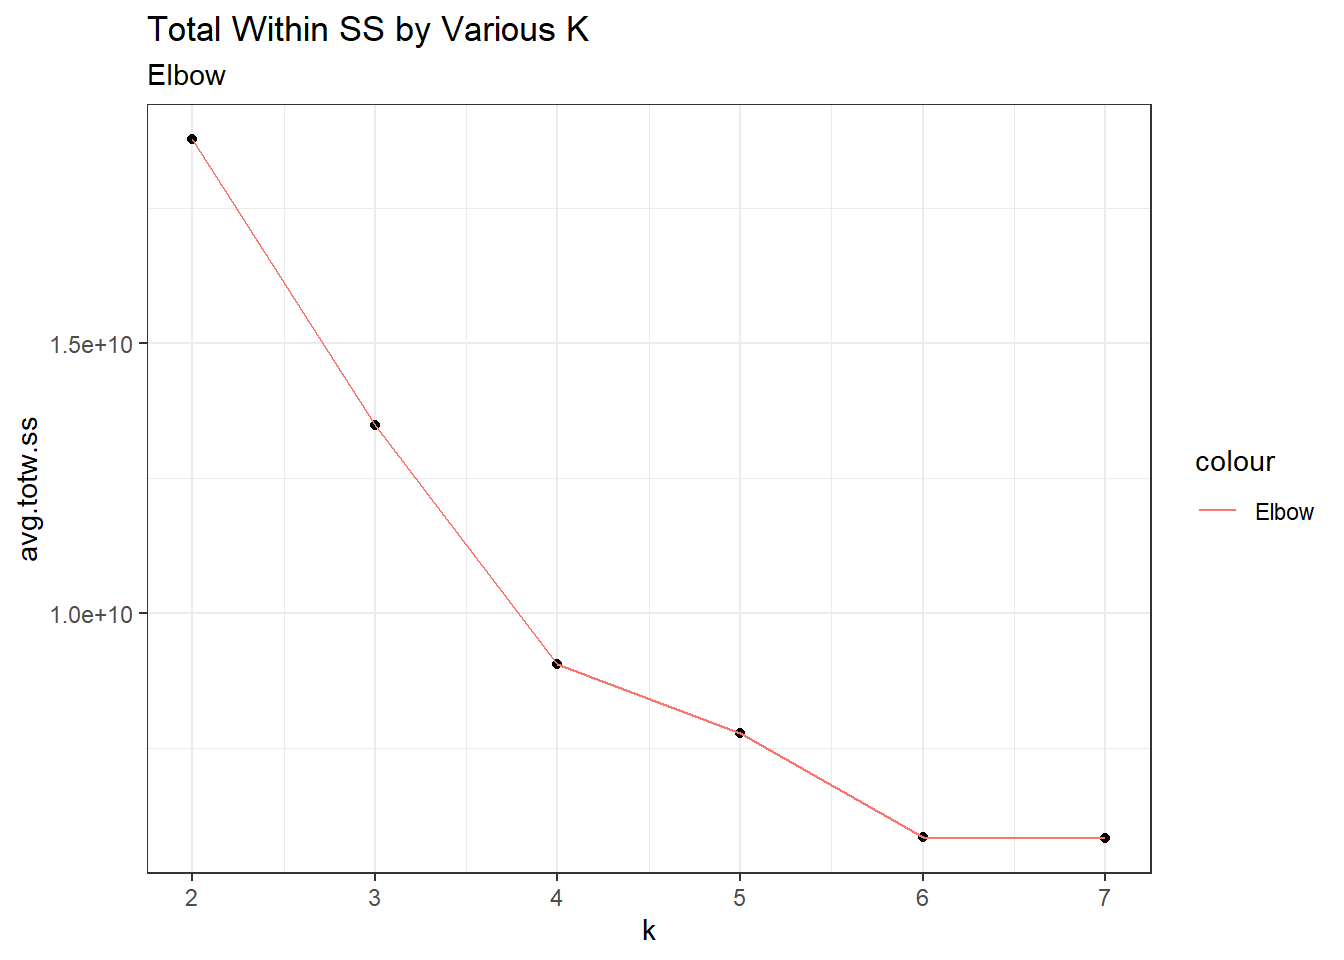 Total Within SS by Various K
Elbow
avg.totw.ss
1.5e+10
1.0e+10
2 3 4 5 6 7
k
colour
Elbow